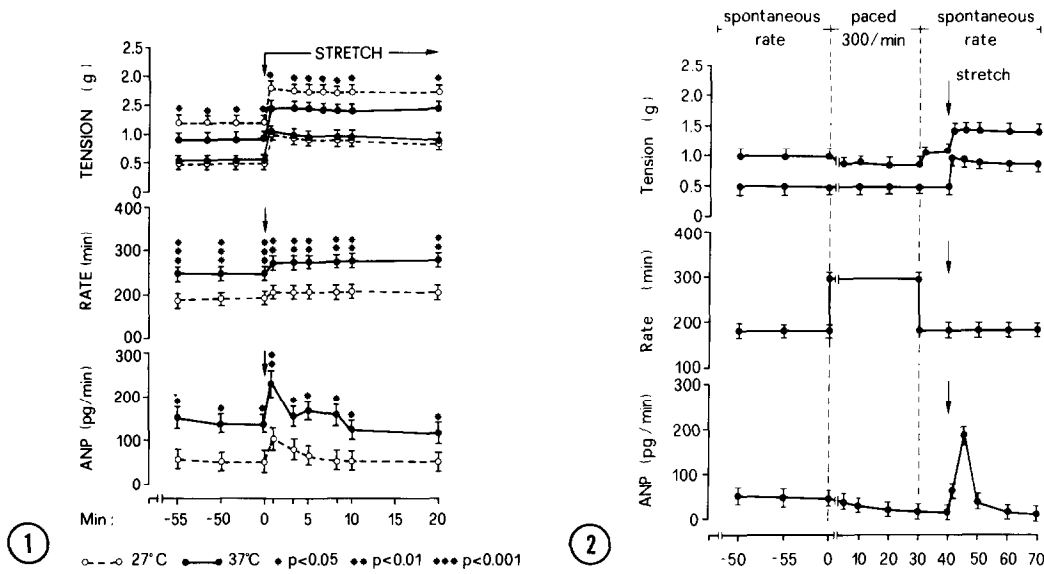 STRETCH
TENSION (g)
2.5
2.0
2.5
1.0
0.5
0
RATE (min)
400
300
200
100
ANP (pg/min)
300
200
100
0
Min: -55 -50 0 5 10 15 20
1
27°C 37°C p<0.05 p<0.01 p<0.001
spontaneous rate
paced 300/min
spontaneous rate
stretch
Tension (g)
2.5
2.0
1.5
1.0
0.5
0
Rate (min)
400
300
200
100
ANP (pg/min)
300
200
100
0
-50 -55 0 5 10 20 30 40 50 60 70
2